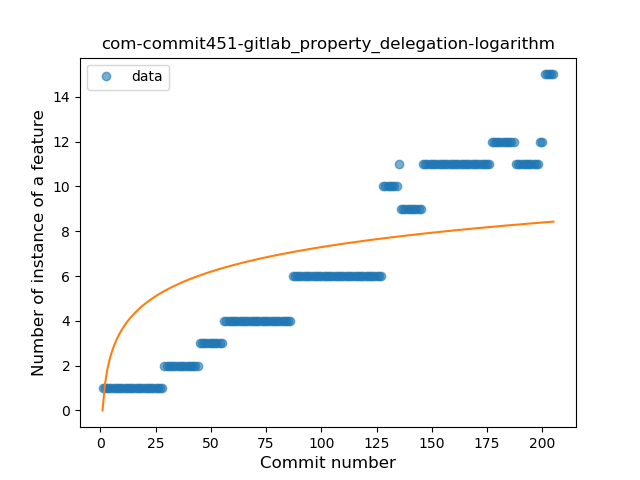 com-commit451-gitlab_property_delegation-logarithm
data
Number of instance of a feature
14
12
10
8
6
4
2
0
0 25 50 75 100 125 150 175 200
Commit number